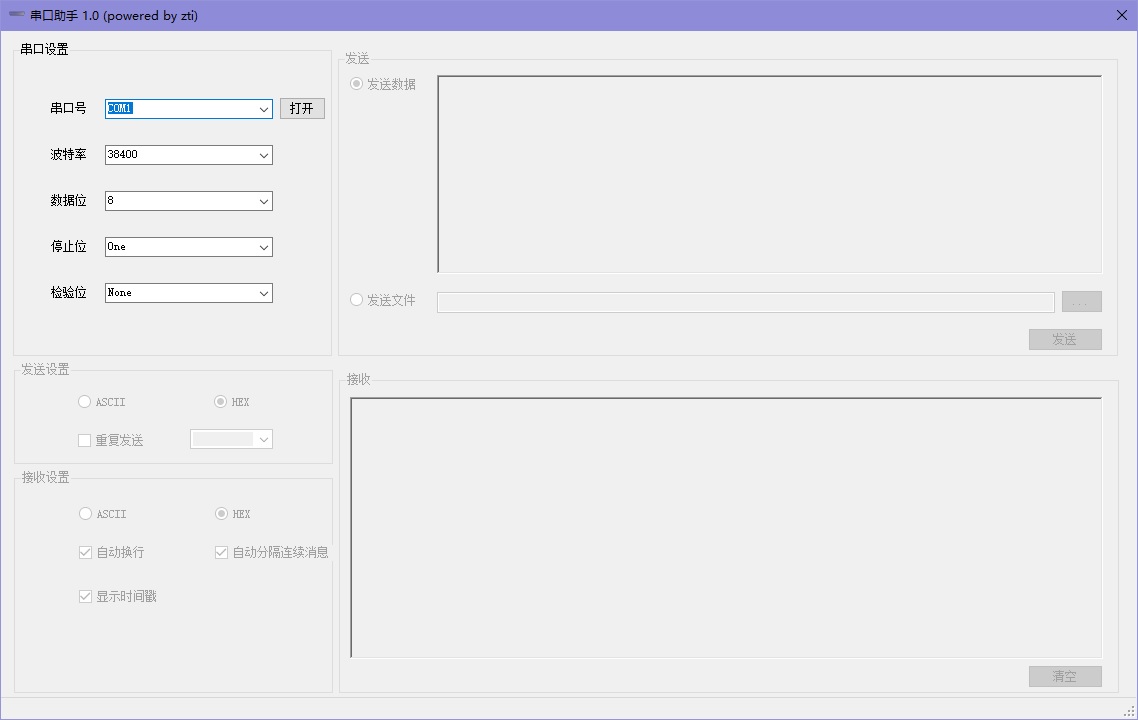 串口助手 1.0 (powered by zti)
串口设置
串口号 COM1 打开
波特率 38400
数据位 8
停止位 One
检验位 None
发送
发送数据
发送文件 ...
发送
发送设置
ASCII HEX
重复发送
接收设置
ASCII HEX
自动换行 自动分隔连续消息
显示时间戳
接收
清空